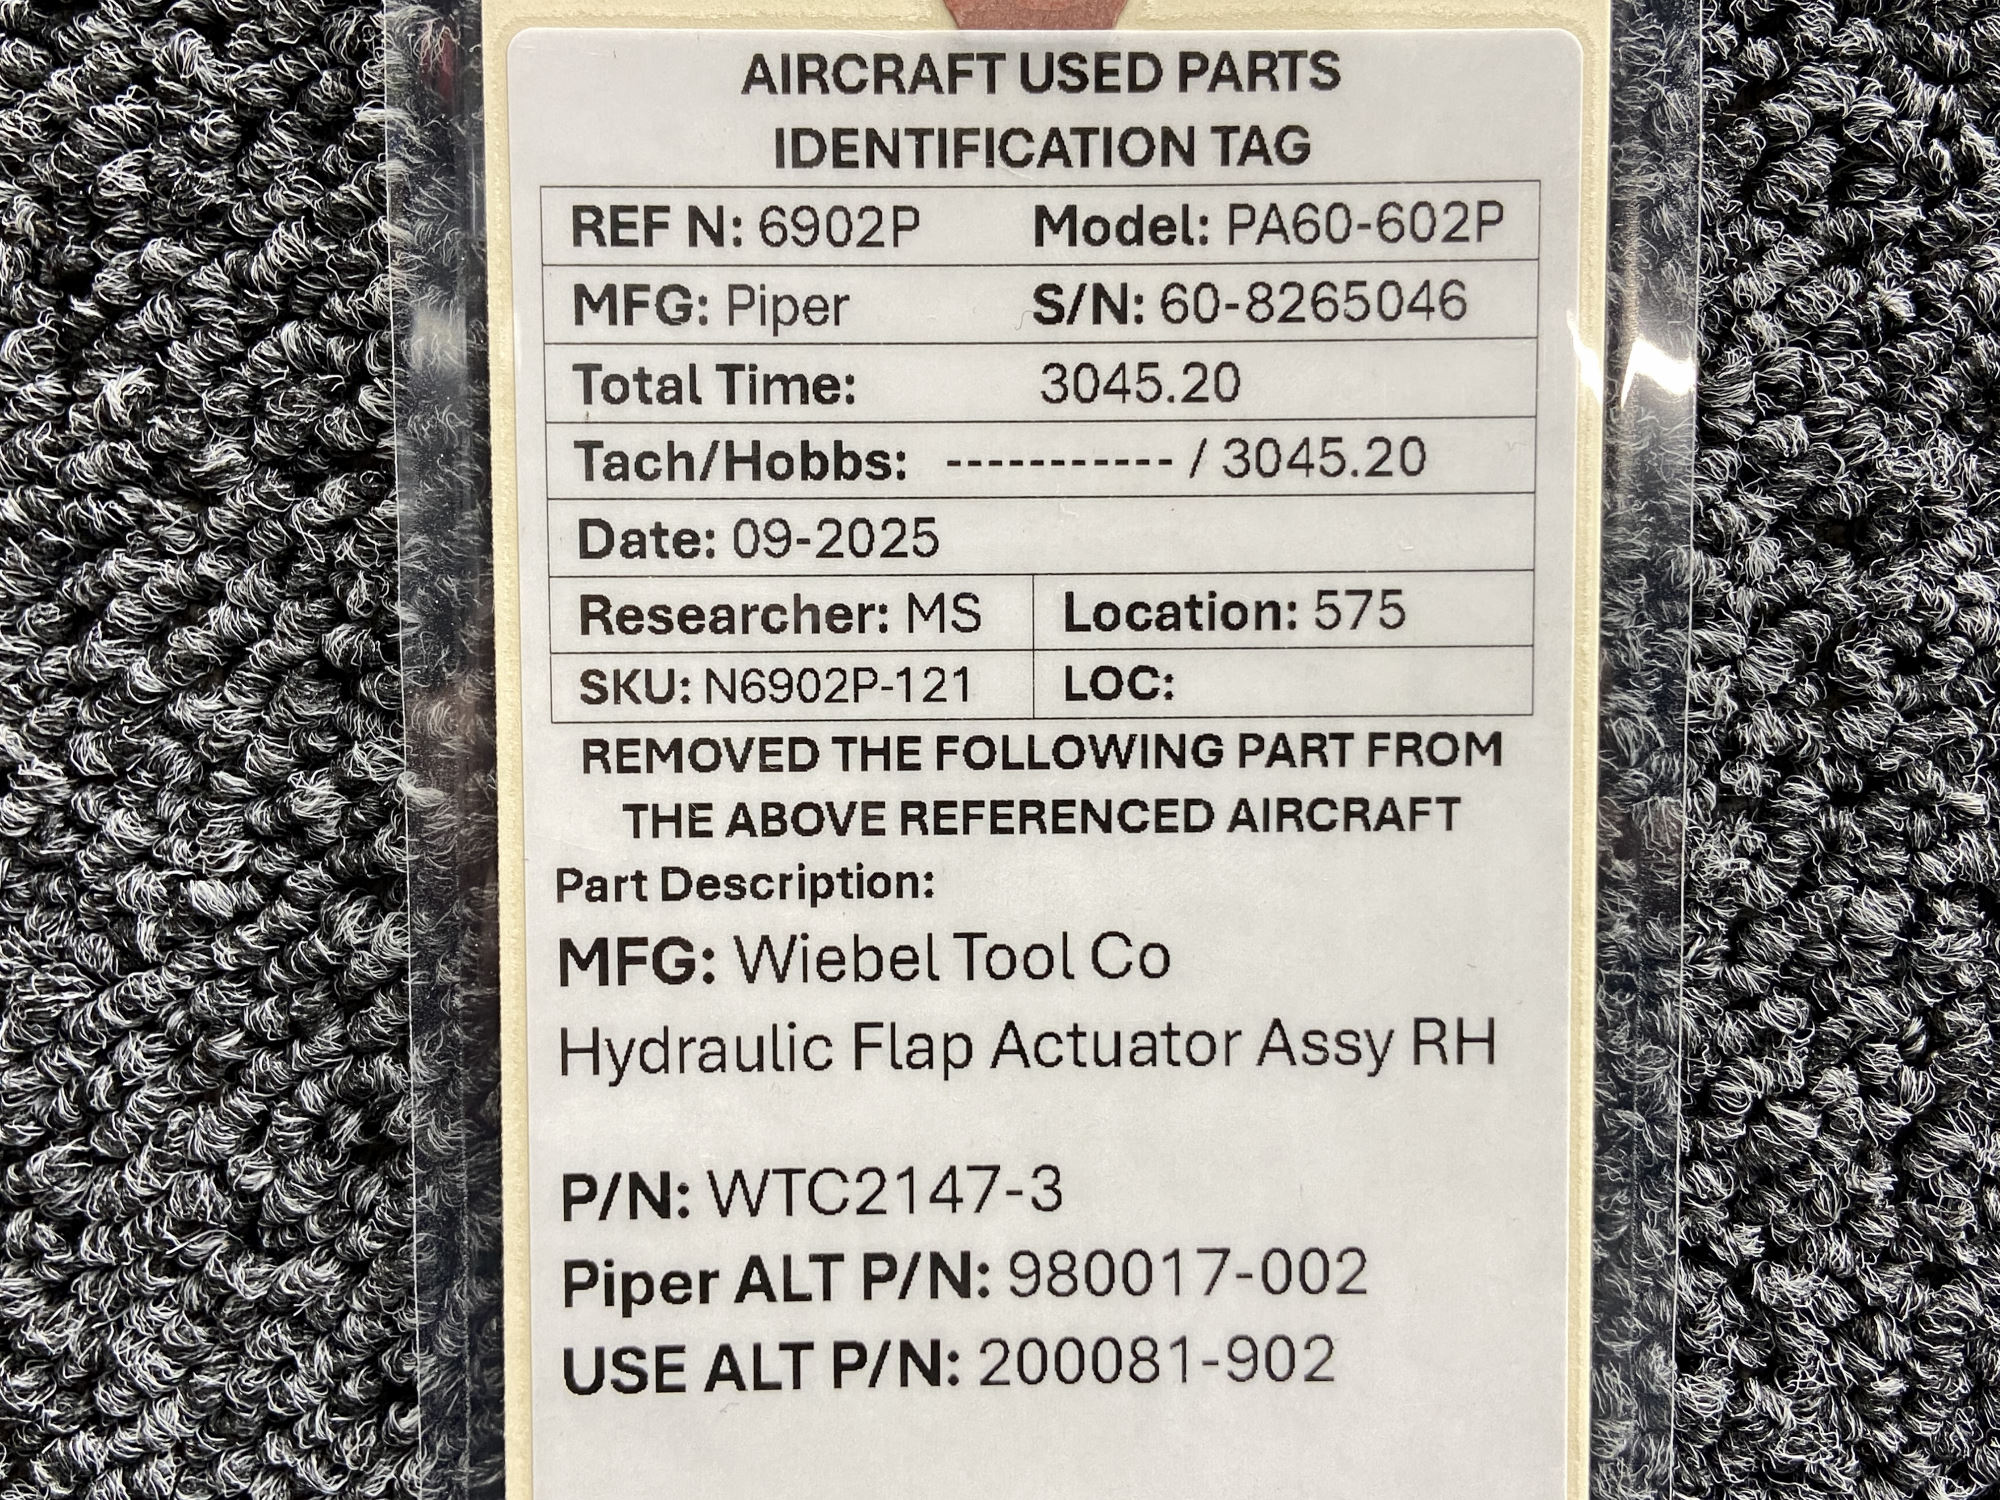 AIRCRAFT USED PARTS
IDENTIFICATION TAG
REF N: 6902P Model: PA60-602P
MFG: Piper S/N: 60-8265046
Total Time: 3045.20
Tach/Hobbs: ----------- / 3045.20
Date: 09-2025
Researcher: MS Location: 575
SKU: N6902P-121 LOC:
REMOVED THE FOLLOWING PART FROM
THE ABOVE REFERENCED AIRCRAFT
Part Description:
MFG: Wiebel Tool Co
Hydraulic Flap Actuator Assy RH
P/N: WTC2147-3
Piper ALT P/N: 980017-002
USE ALT P/N: 200081-902